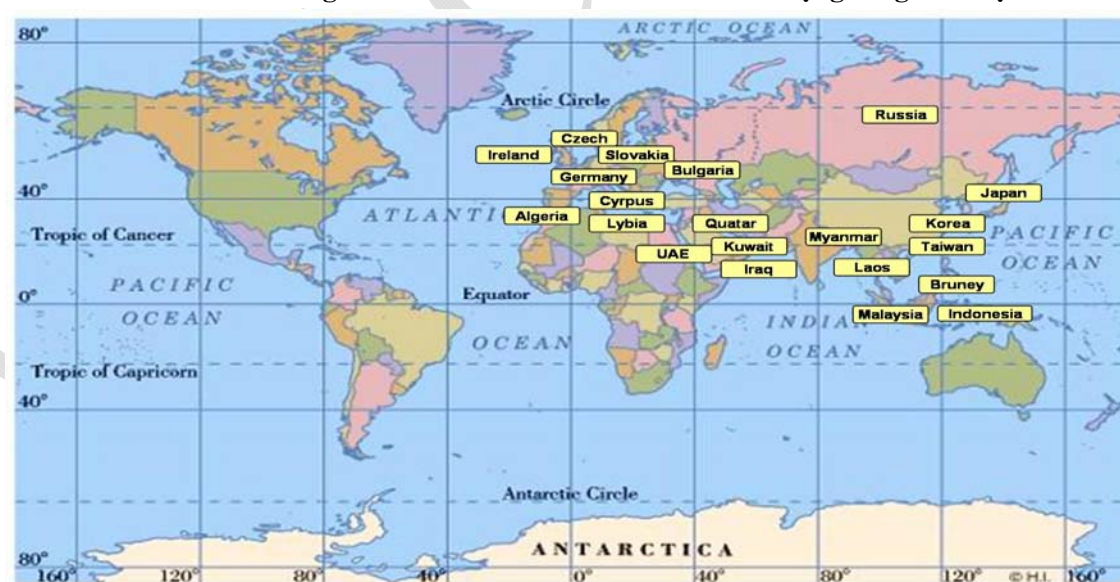 80°
ARCTIC OCEAN
Arctic Circle
Russia
Czech
Ireland
Slovakia
Germany
Bulgaria
40°
Cyrpus
Japan
ATLANTIC
Algeria
Lybia
Quatar
Korea
Tropic of Cancer
Myanmar
PACIFIC
UAE
Kuwait
Taiwan
Iraq
Laos
OCEAN
PACIFIC
Bruney
0°
Equator
OCEAN
Malaysia
Indonesia
INDIAN
OCEAN
OCEAN
Tropic of Capricorn
40°
Antarctic Circle
ANTARCTICA
80°
160° 120° 80° 40° 0° 40° 80° 120° © H.I. 160°